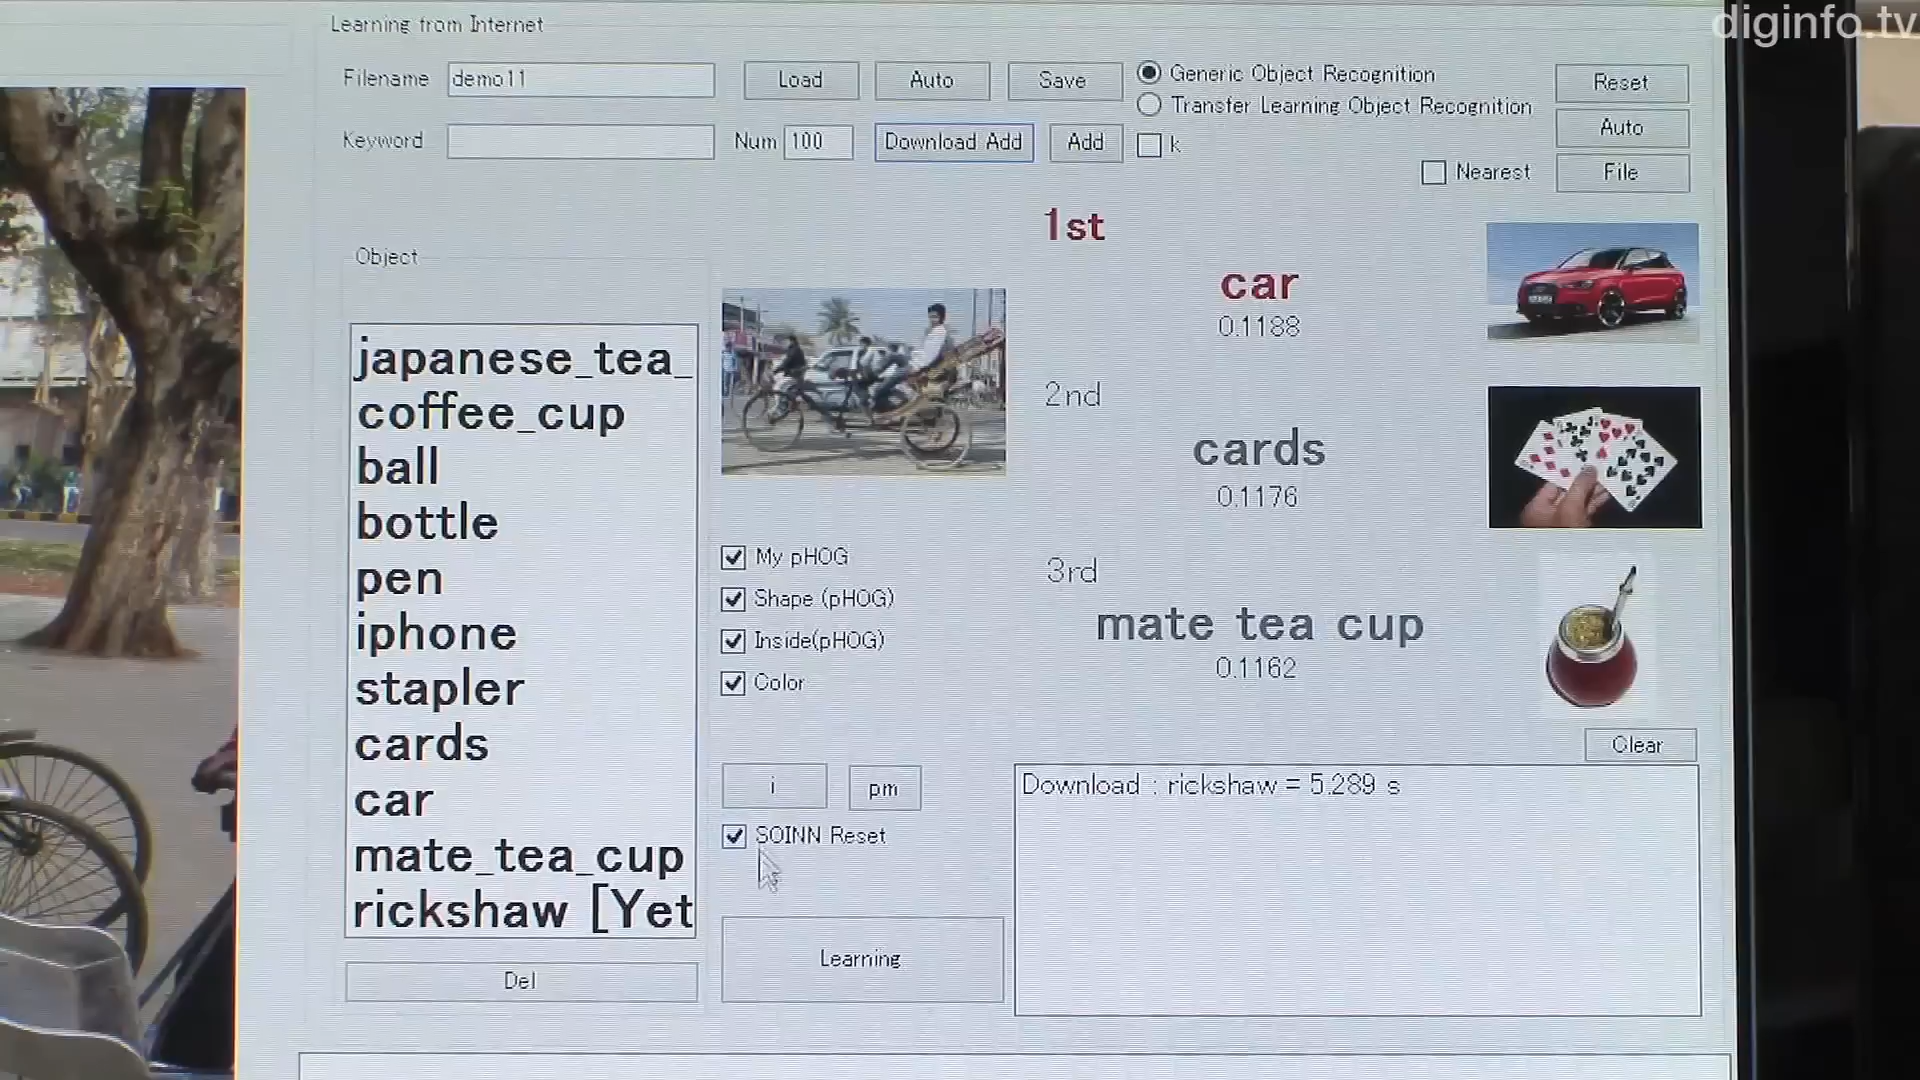 diginfo.tv
Learning from Internet
Filename demo11 Load Auto Save
Generic Object Recognition
Transfer Learning Object Recognition
Reset
Auto
File
Keyword Num 100 Download Add Add k
Nearest
Object
japanese_tea_
coffee_cup
ball
bottle
pen
iphone
stapler
cards
car
mate_tea_cup
rickshaw [Yet
Del
My pHOG
Shape (pHOG)
Inside(pHOG)
Color
i pm
SOINN Reset
Learning
1st
car
0.1188
2nd
cards
0.1176
3rd
mate tea cup
0.1162
Clear
Download : rickshaw = 5.289 s